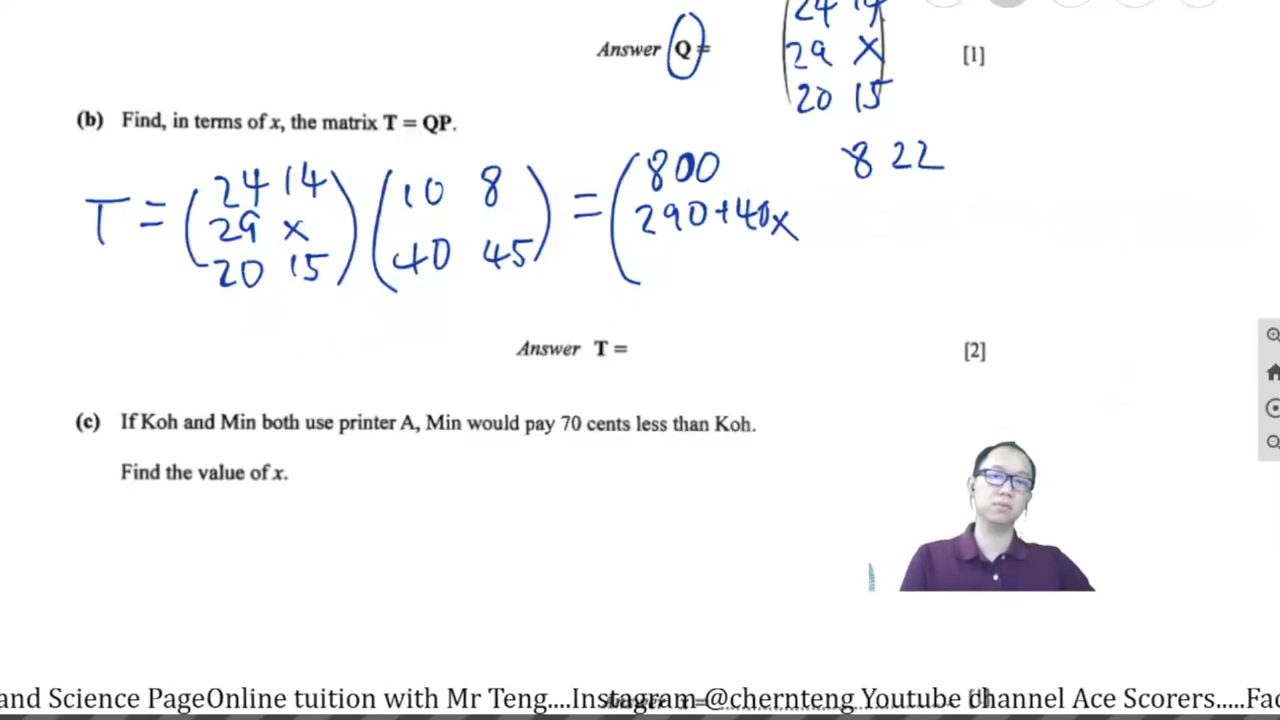 24 14
Answer Q =
29 x
[1]
20 15
(b) Find, in terms of x, the matrix T = QP.
T = ( 24 14 ) ( 10 8 ) = ( 800 8 22
29 x 290+40x
20 15 40 45
Answer T =
[2]
(c) If Koh and Min both use printer A, Min would pay 70 cents less than Koh.
Find the value of x.
and Science PageOnline tuition with Mr Teng....Instagram @chernteng Youtube Channel Ace Scorers.....Fac